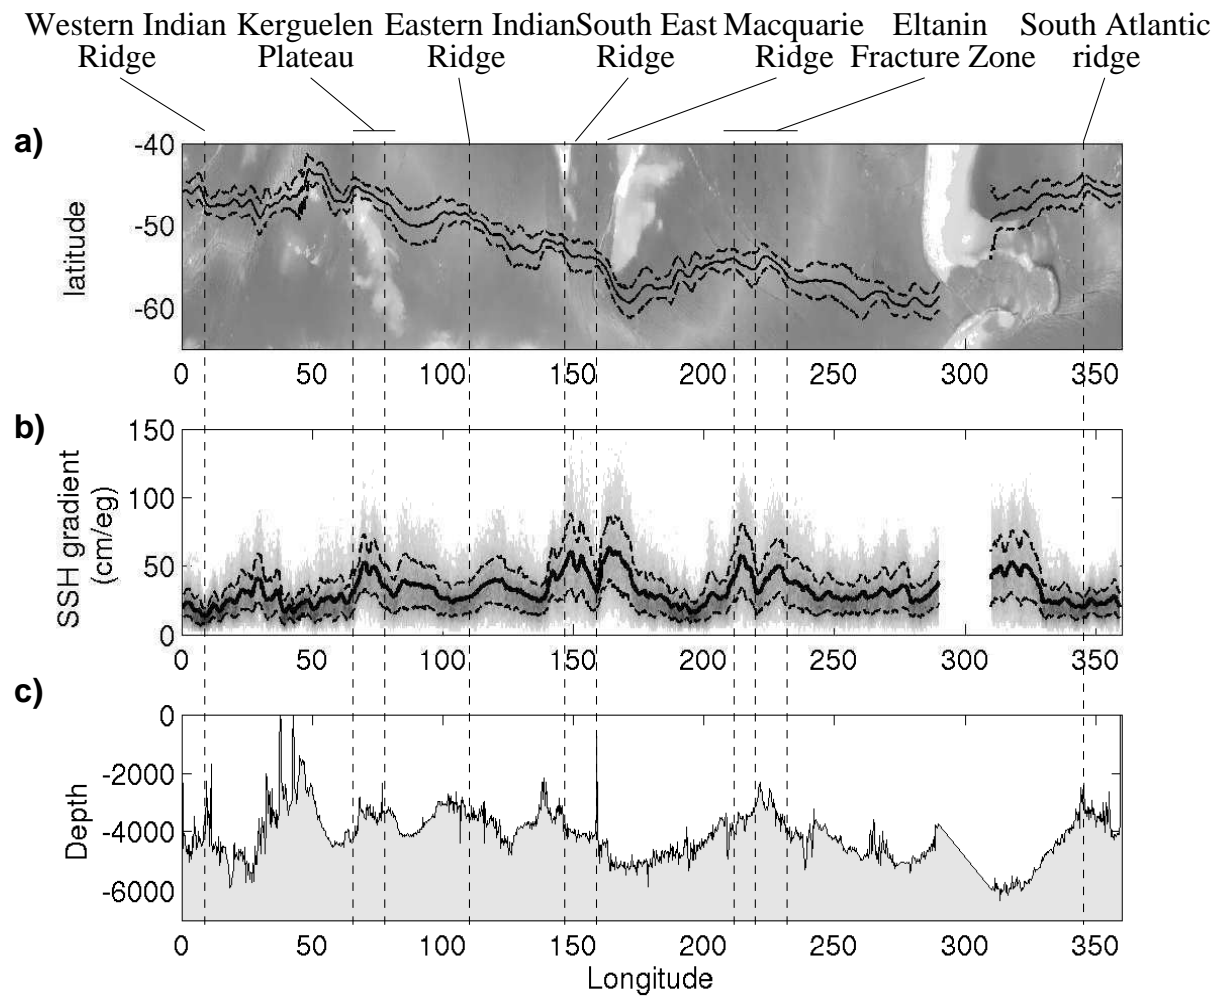 Western Indian Kerguelen Eastern Indian South East Macquarie Eltanin South Atlantic
Ridge Plateau Ridge Ridge Ridge Fracture Zone ridge
a)
-40
-50
-60
latitude
0 50 100 150 200 250 300 350
b)
150
100
50
0
SSH gradient
(cm/eg)
0 50 100 150 200 250 300 350
c)
0
-2000
-4000
-6000
Depth
0 50 100 150 200 250 300 350
Longitude